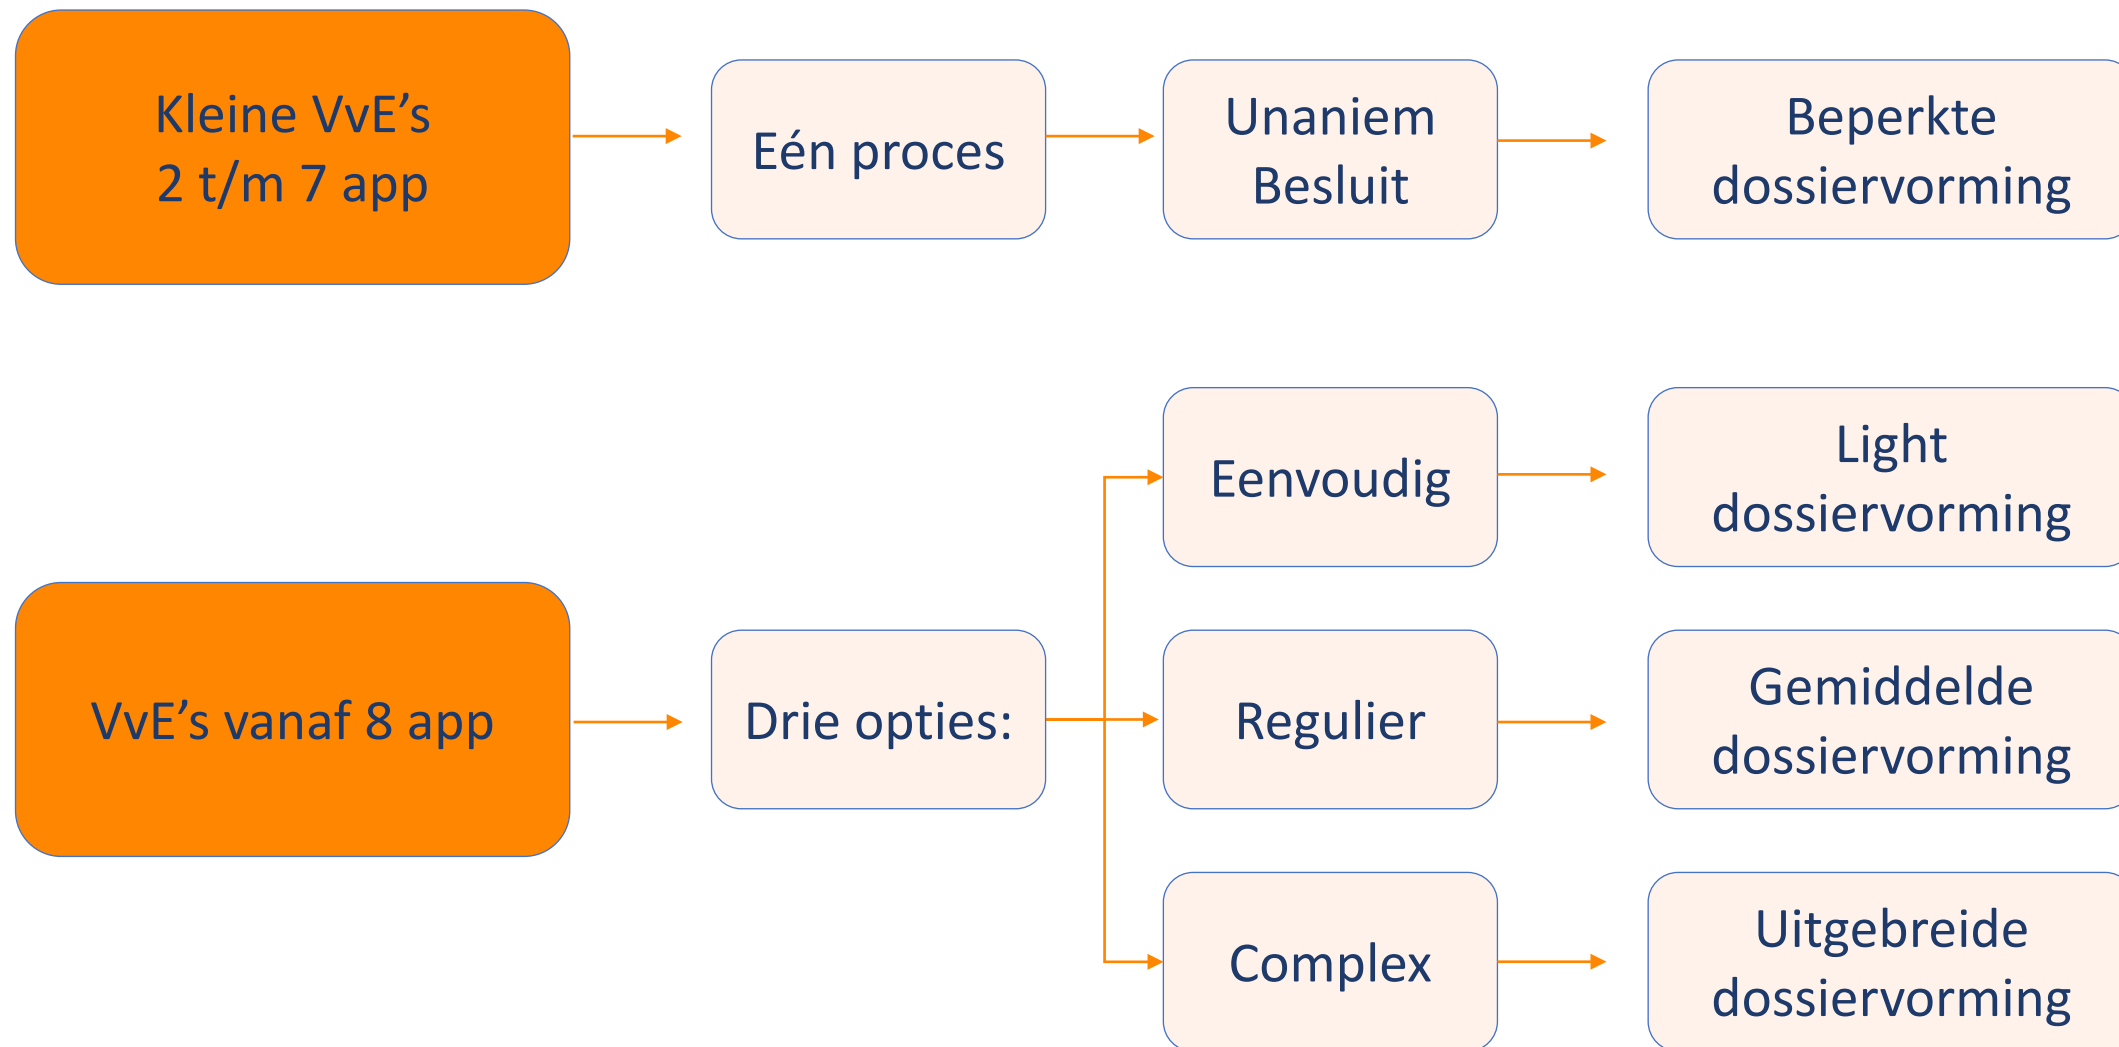 Kleine VvE’s
2 t/m 7 app
Eén proces
Unaniem
Besluit
Beperkte
dossiervorming
VvE’s vanaf 8 app
Drie opties:
Eenvoudig
Light
dossiervorming
Regulier
Gemiddelde
dossiervorming
Complex
Uitgebreide
dossiervorming